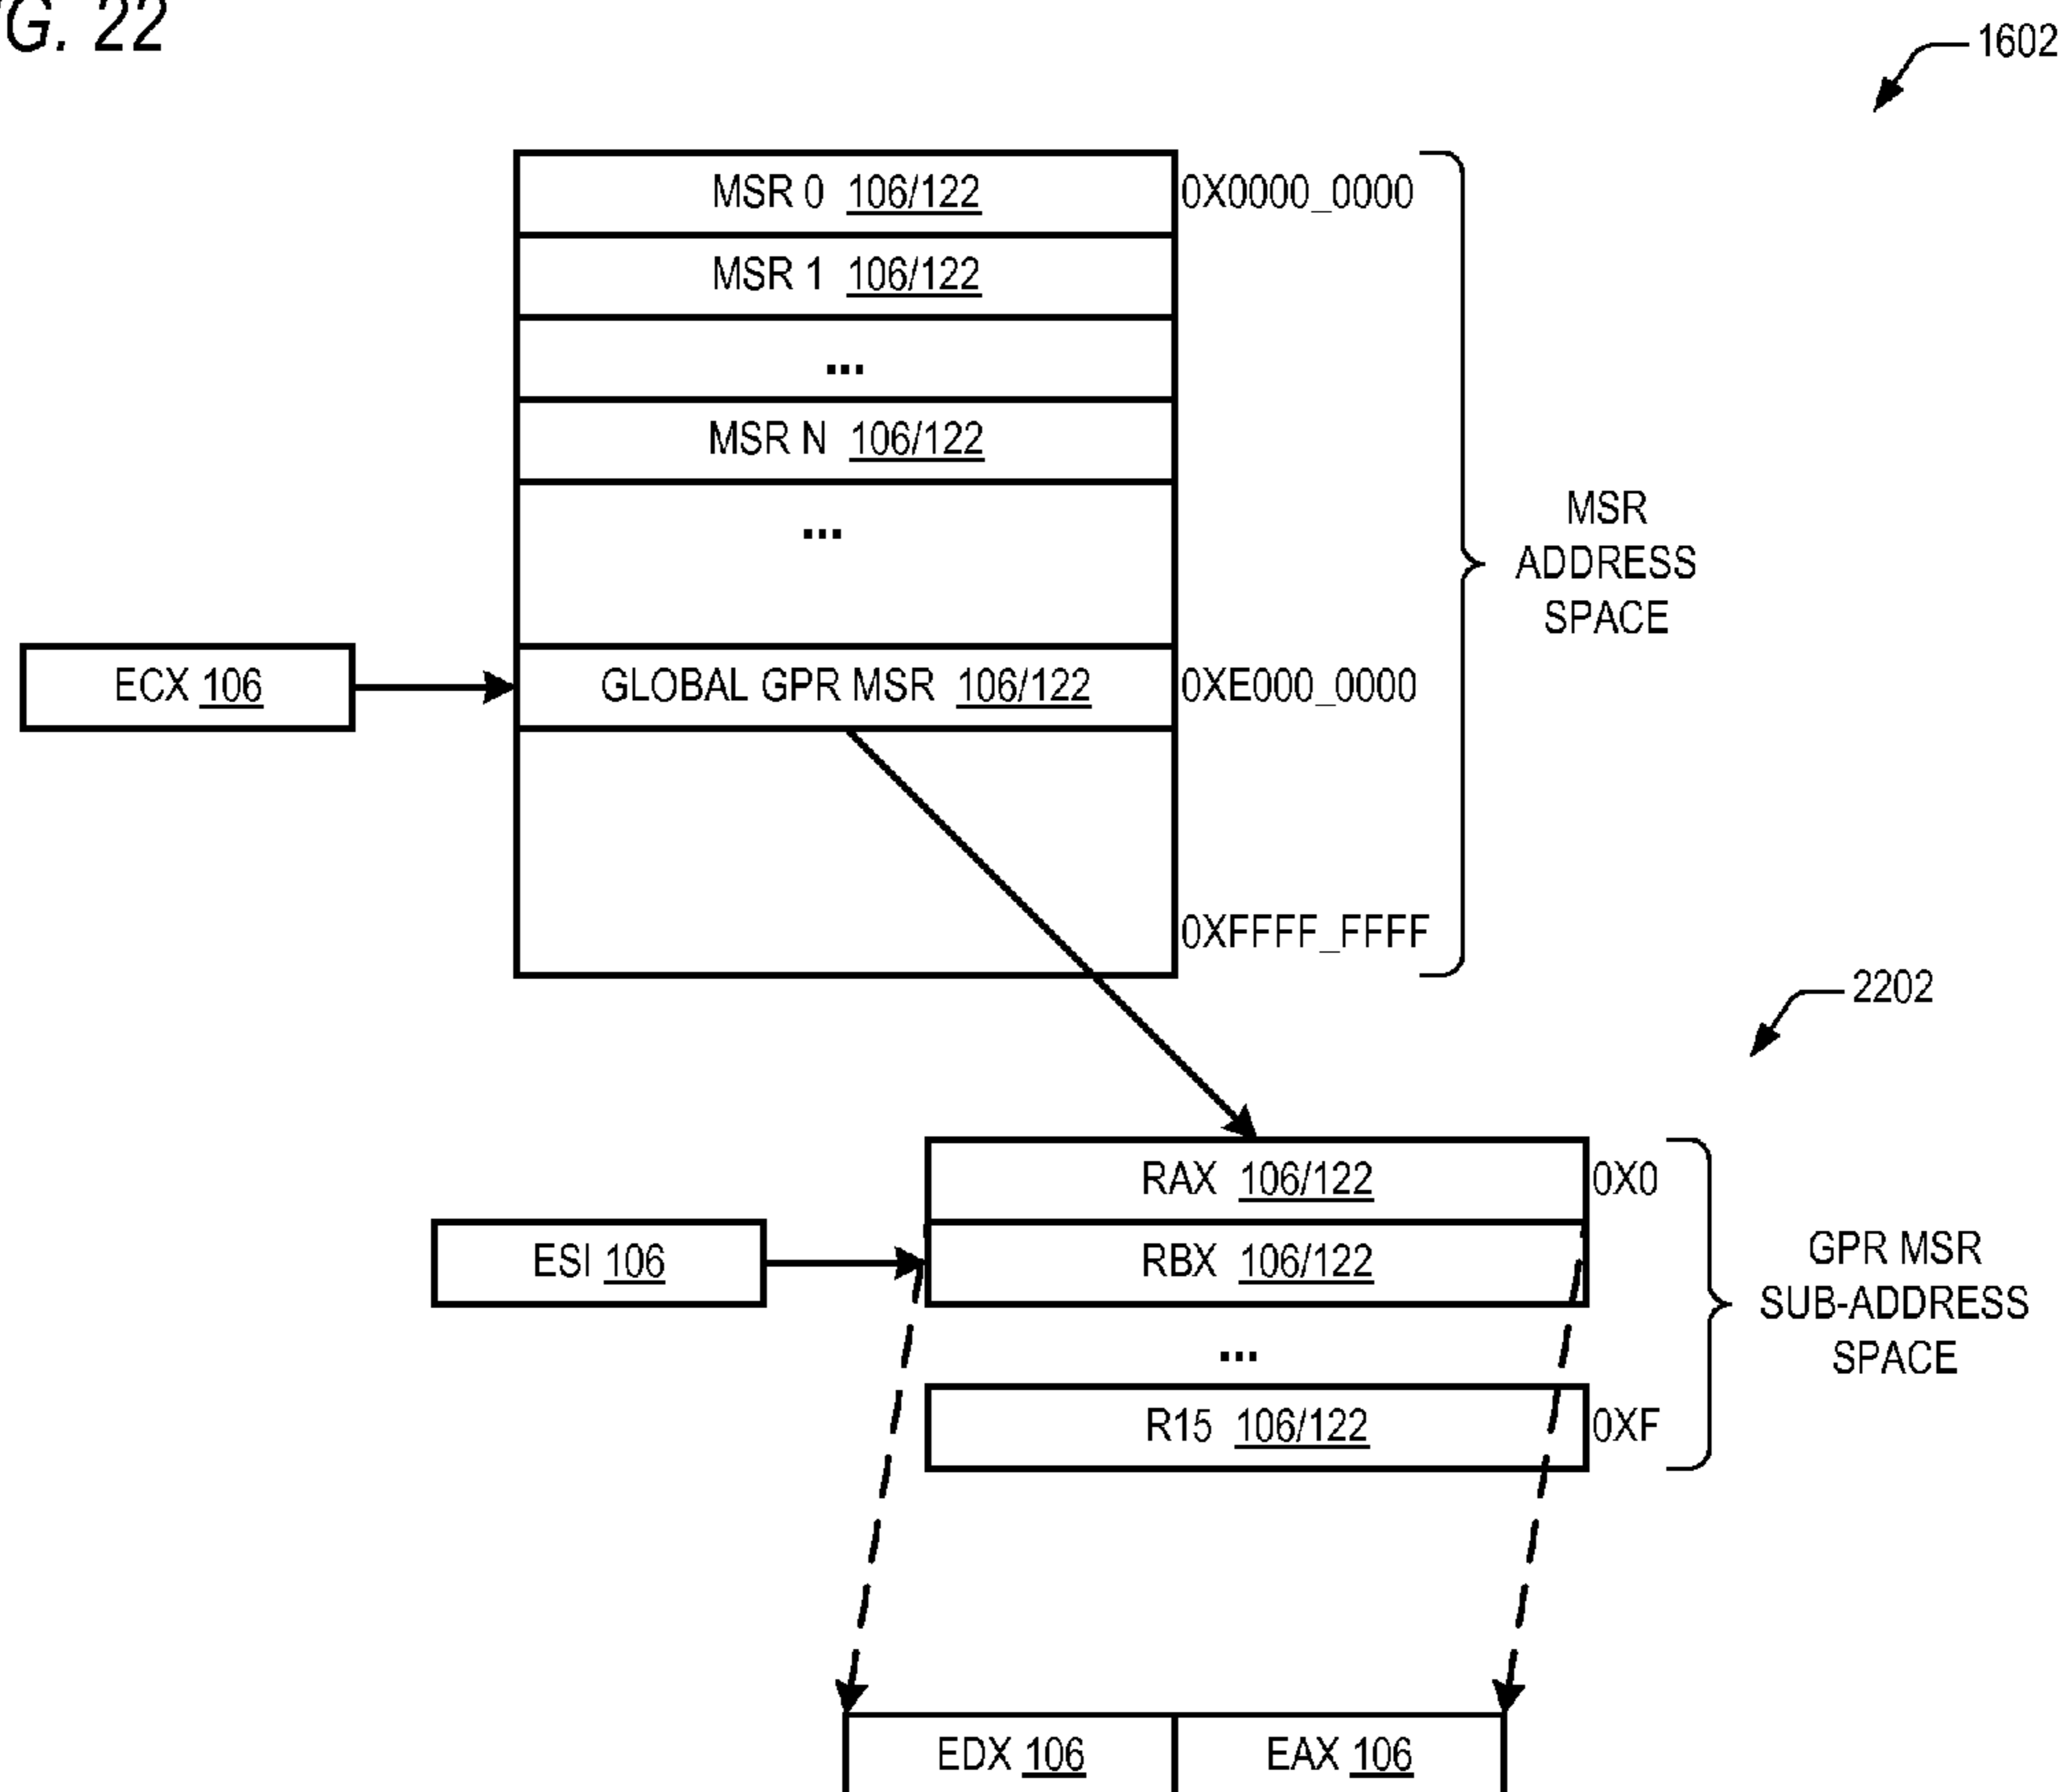 G. 22
1602
MSR 0 106/122 0X0000_0000
MSR 1 106/122
...
MSR N 106/122
...
MSR
ADDRESS
SPACE
ECX 106
GLOBAL GPR MSR 106/122 0XE000_0000
0XFFFF_FFFF
2202
RAX 106/122 0X0
ESI 106
RBX 106/122
GPR MSR
SUB-ADDRESS
SPACE
...
R15 106/122 0XF
EDX 106 EAX 106